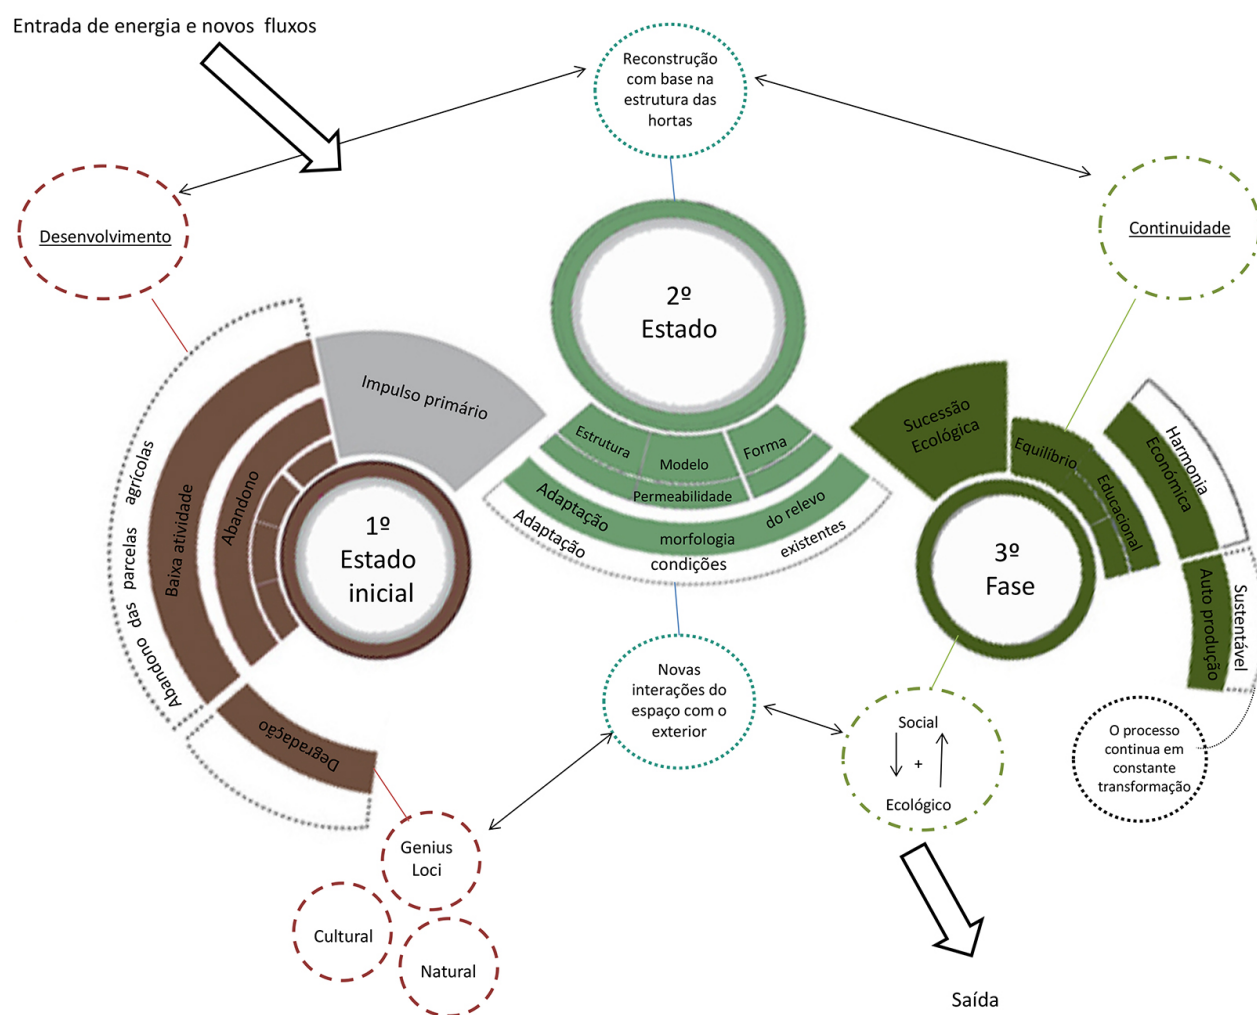 Entrada de energia e novos fluxos
Reconstrução
com base na
estrutura das
hortas
Desenvolvimento
Continuidade
2º
Estado
Impulso primário
Abandono das parcelas agrícolas
Baixa atividade
Abandono
Degradação
1º
Estado
inicial
Estrutura
Modelo
Forma
Permeabilidade
Adaptação morfologia do relevo
Adaptação condições existentes
Sucessão
Ecológica
Equilíbrio
Educacional
Harmonia
Económica
Auto produção
Sustentável
3º
Fase
Novas
interações do
espaço com o
exterior
Social
+
Ecológico
O processo
continua em
constante
transformação
Genius
Loci
Cultural
Natural
Saída